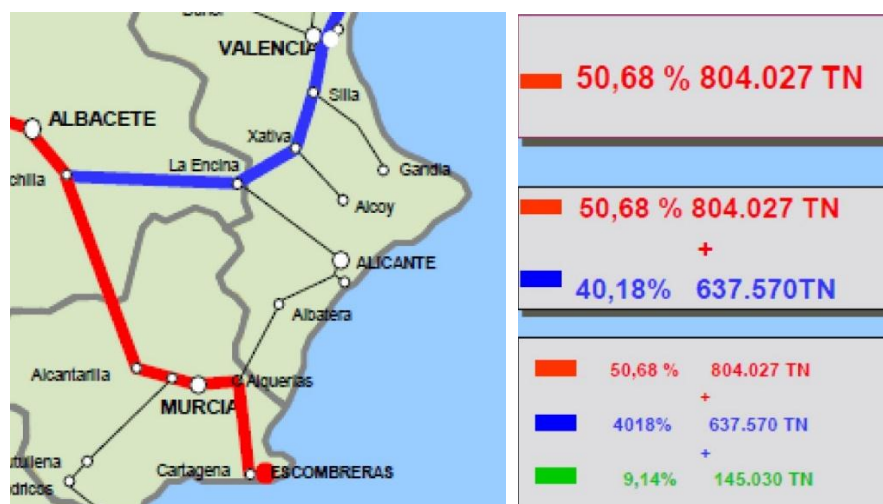 VALENCIA
Silla
ALBACETE
Xativa
La Encina
Gandia
chilla
Alcoy
ALICANTE
Albatera
Alcantarilla
Alquerias
MURCIA
Cartagena
ESCOMBRERAS
50,68 % 804.027 TN
50,68 % 804.027 TN
+
40,18% 637.570TN
50,68 % 804.027 TN
+
4018% 637.570 TN
+
9,14% 145.030 TN